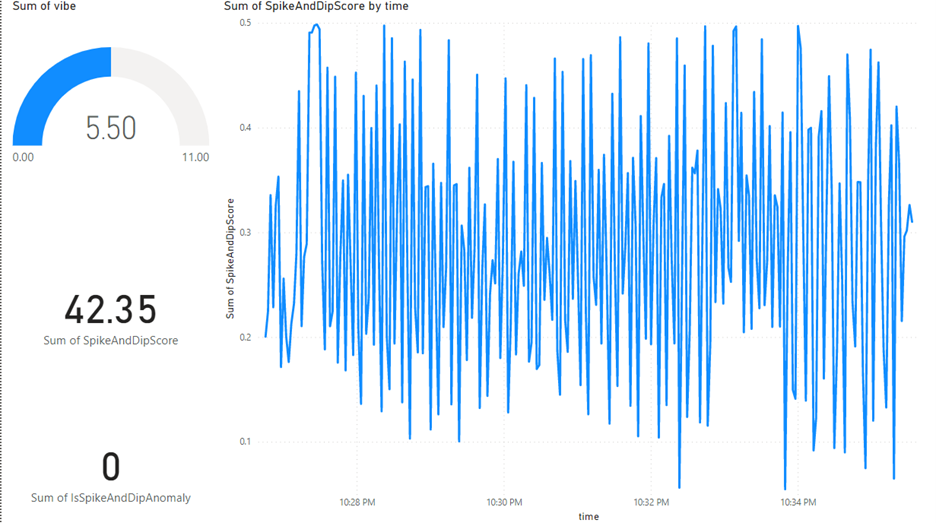 Sum of vibe
5.50
0.00
11.00
42.35
Sum of SpikeAndDipScore
0
Sum of IsSpikeAndDipAnomaly
Sum of SpikeAndDipScore by time
Sum of SpikeAndDipScore
0.5
0.4
0.3
0.2
0.1
10:28 PM
10:30 PM
10:32 PM
10:34 PM
time